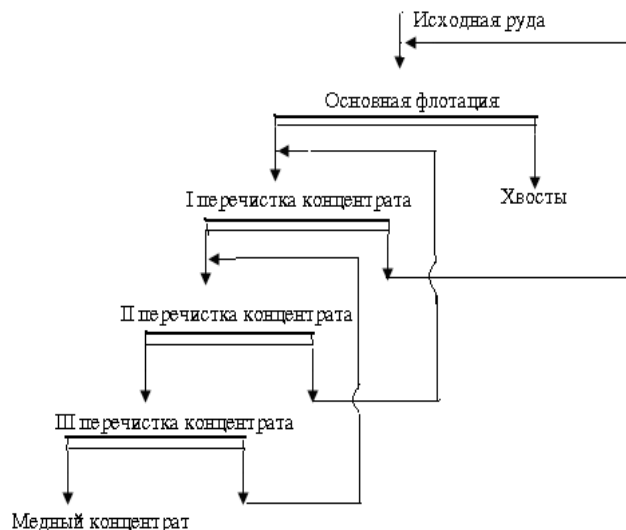 Исходная руда
Основная флотация
Хвосты
I перечистка концентрата
II перечистка концентрата
III перечистка концентрата
Медный концентрат